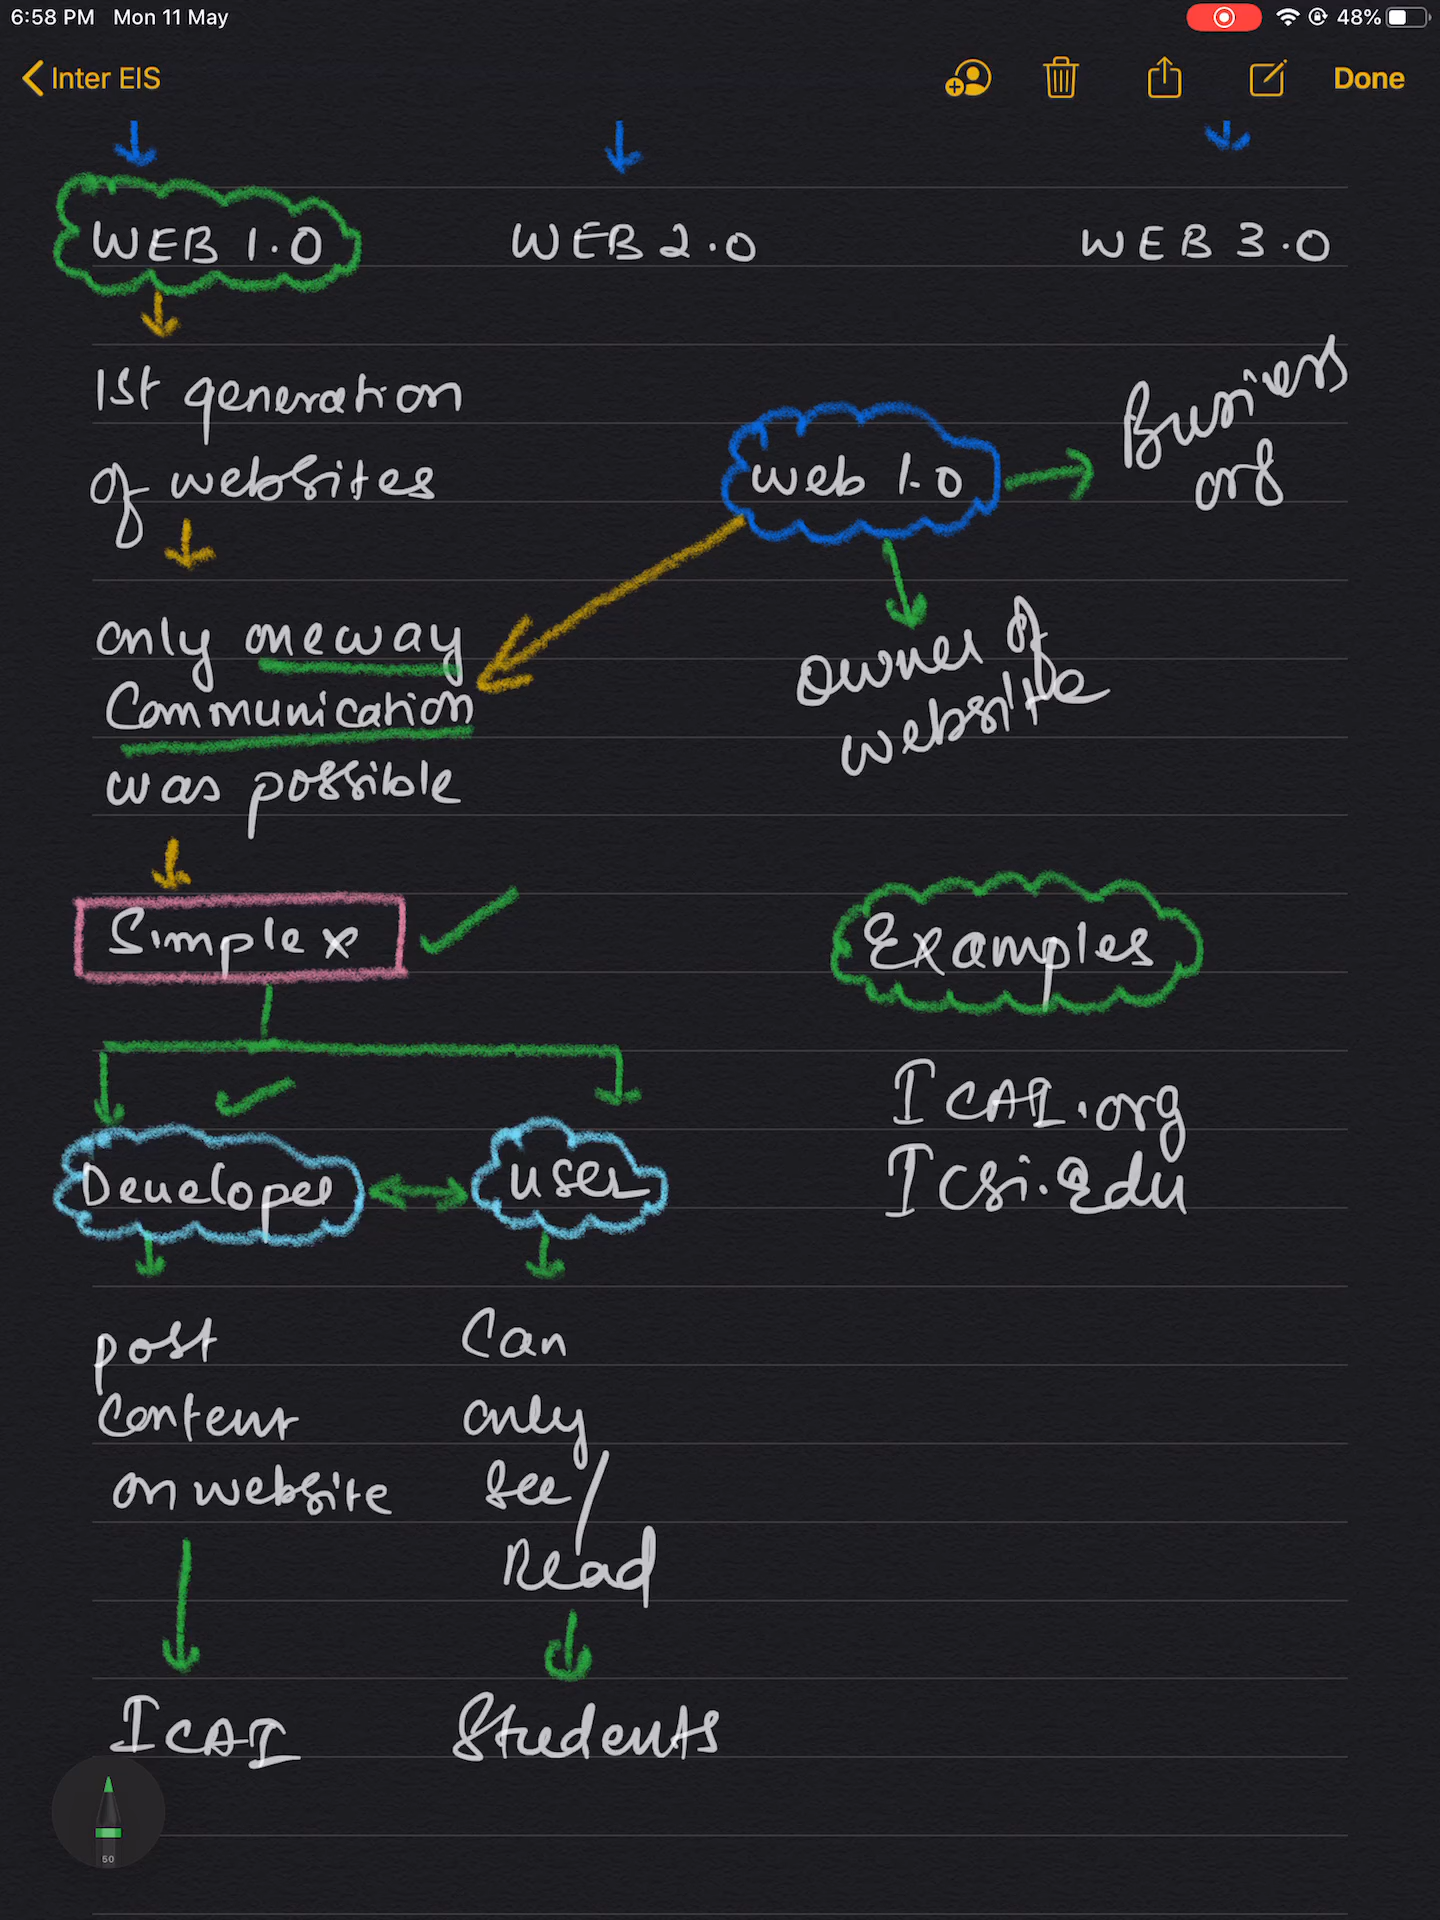 6:58 PM Mon 11 May
48%
Inter EIS
Done
WEB 1.0
WEB 2.0
WEB 3.0
1st generation
of websites
only oneway
Communication
was possible
web 1.0
Business
org
Owner of
website
Simplex
Examples
ICAI.org
Icsi.Edu
Developer
user
post
content
on website
Can
only
See/
Read
ICAI
Students
50